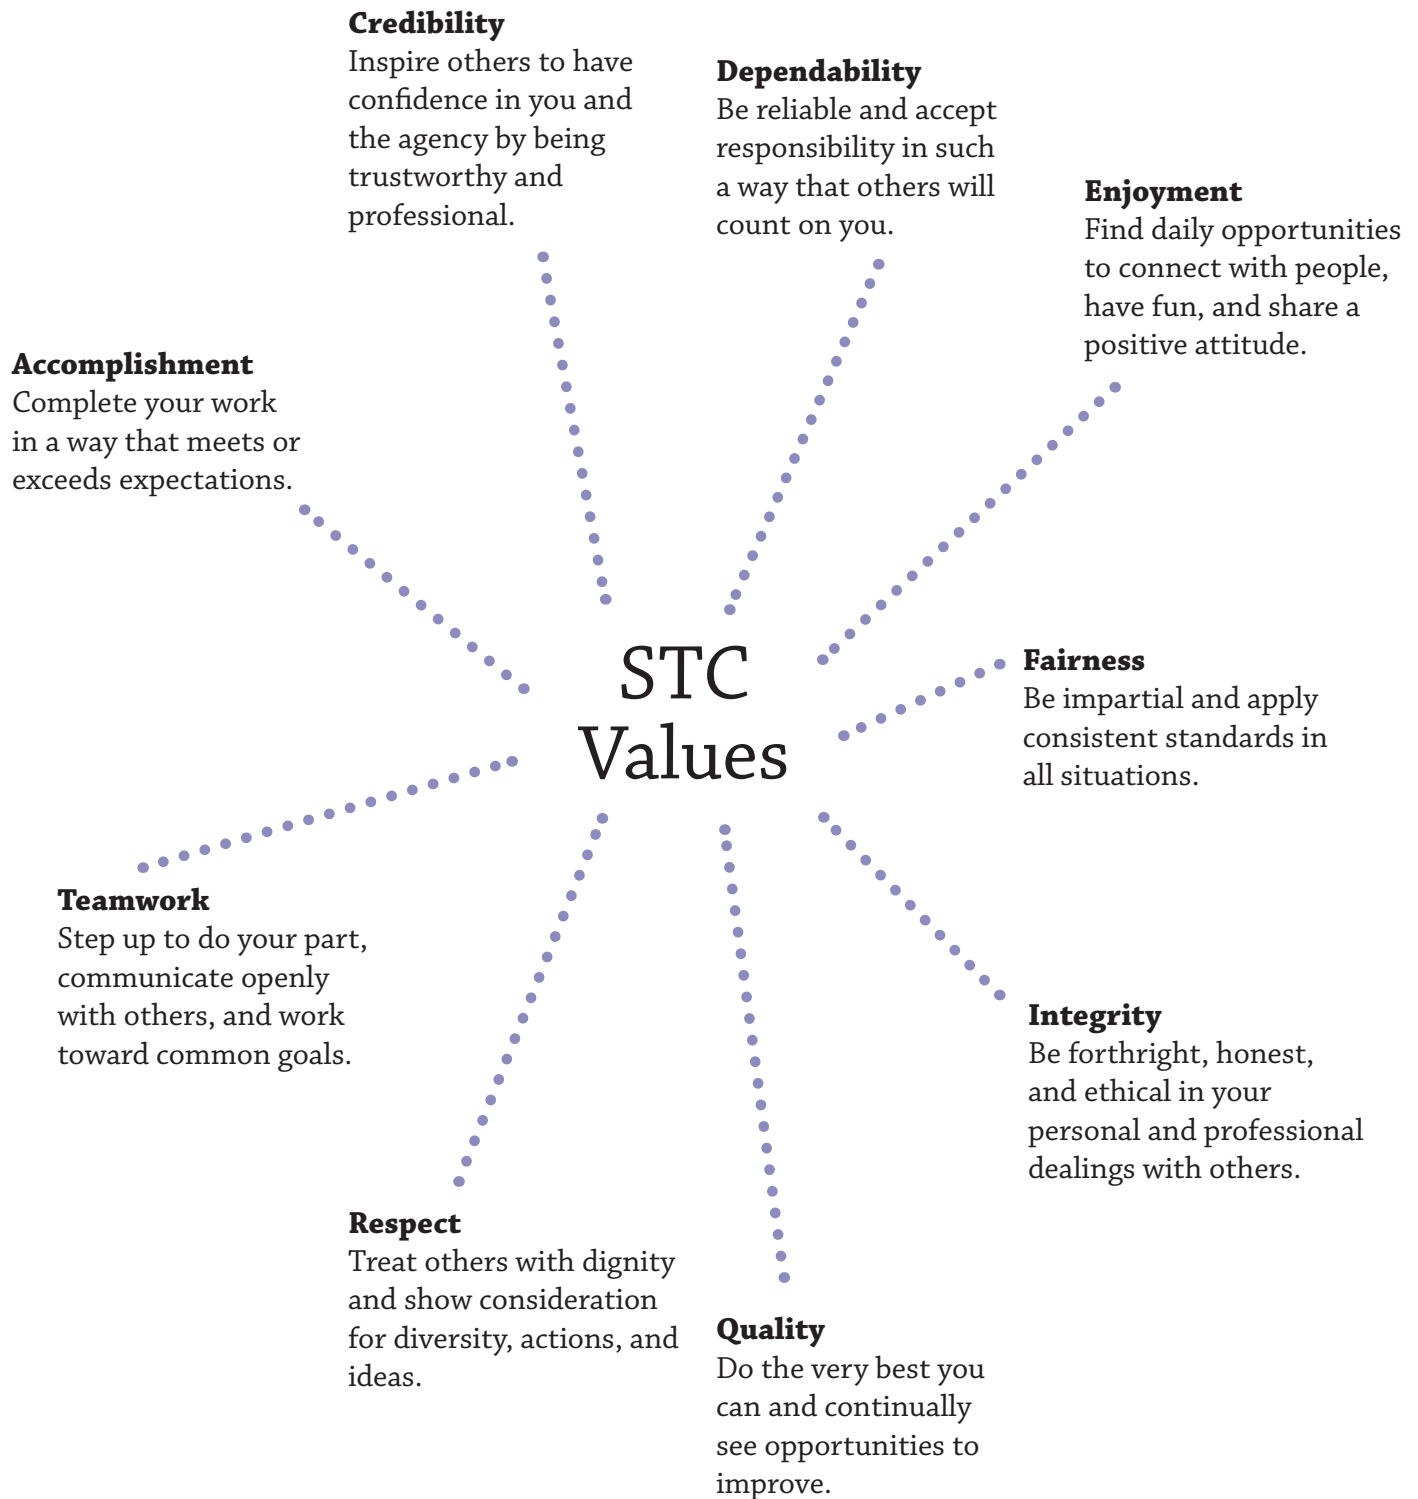 Credibility
Inspire others to have
confidence in you and
the agency by being
trustworthy and
professional.
Dependability
Be reliable and accept
responsibility in such
a way that others will
count on you.
Enjoyment
Find daily opportunities
to connect with people,
have fun, and share a
positive attitude.
Accomplishment
Complete your work
in a way that meets or
exceeds expectations.
STC
Values
Fairness
Be impartial and apply
consistent standards in
all situations.
Teamwork
Step up to do your part,
communicate openly
with others, and work
toward common goals.
Integrity
Be forthright, honest,
and ethical in your
personal and professional
dealings with others.
Respect
Treat others with dignity
and show consideration
for diversity, actions, and
ideas.
Quality
Do the very best you
can and continually
see opportunities to
improve.